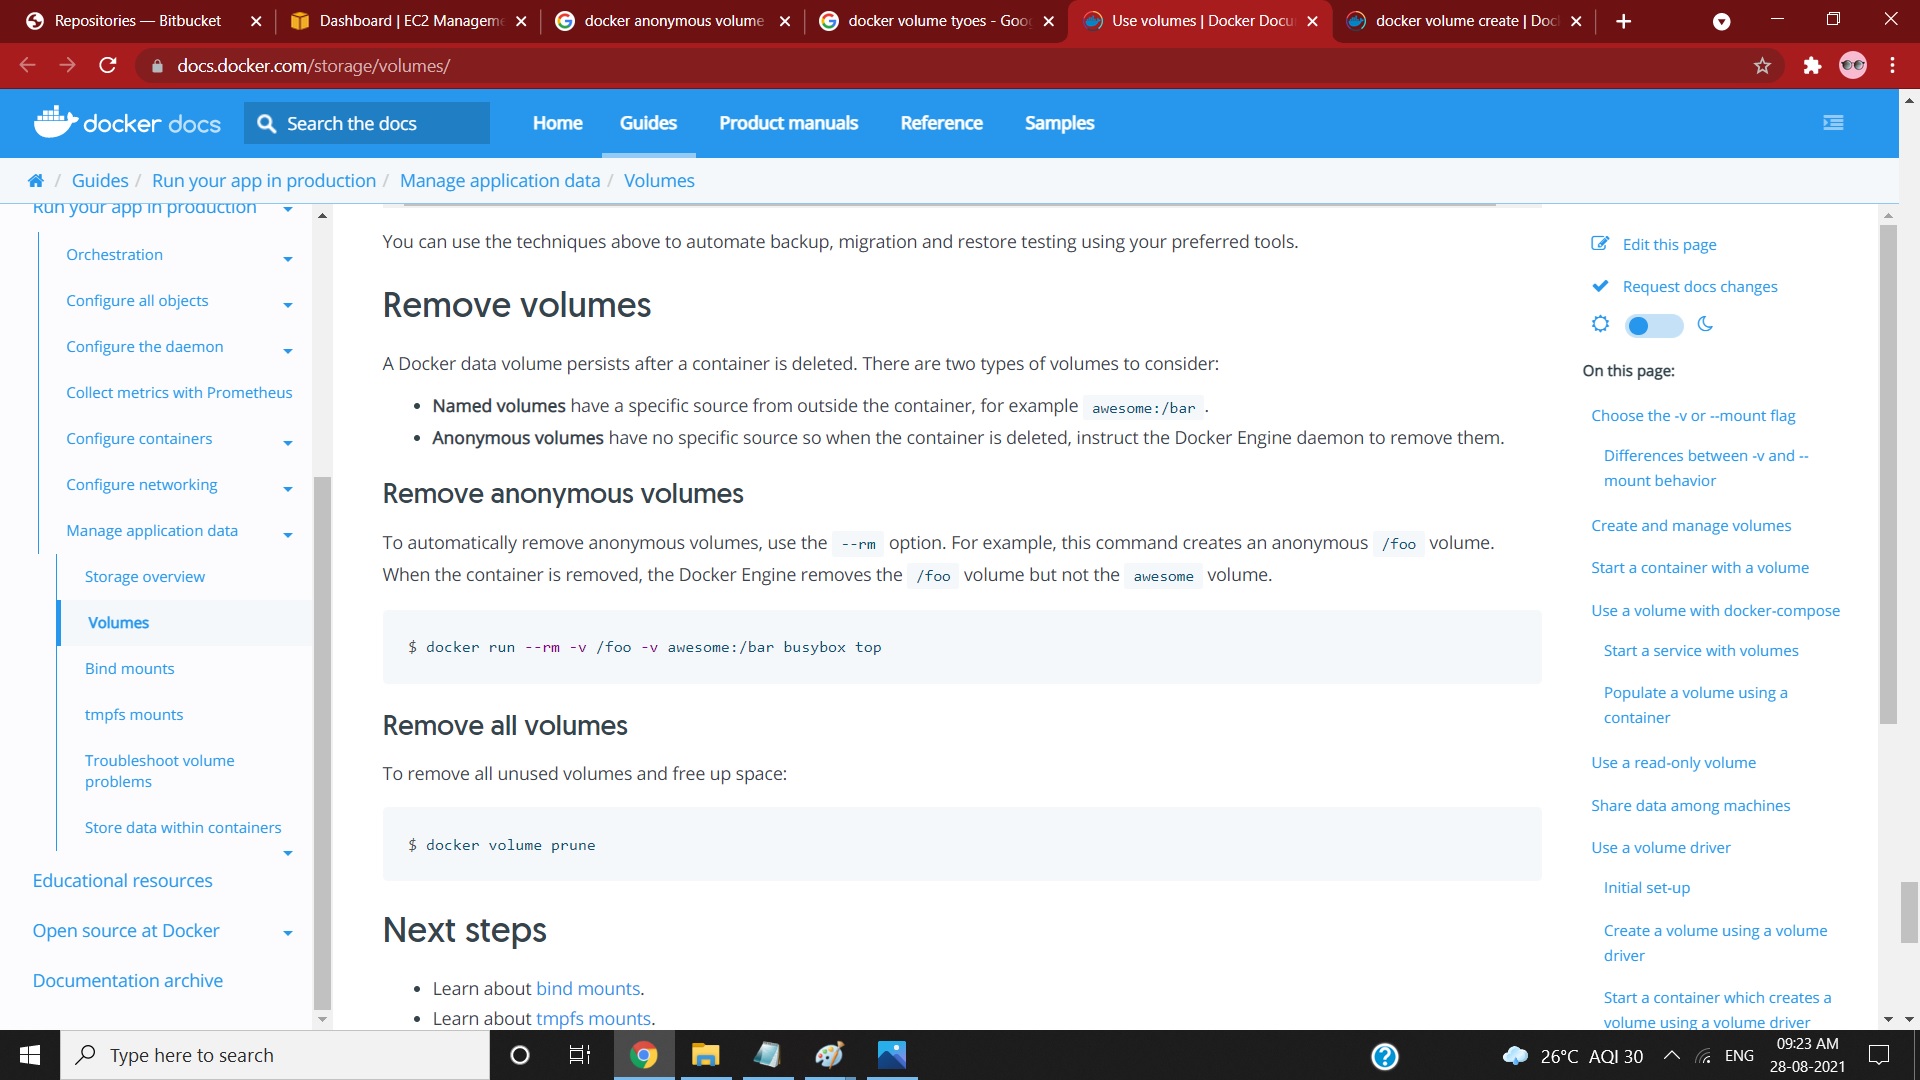 Repositories — Bitbucket
Dashboard | EC2 Manageme
docker anonymous volume
docker volume tyoes - Goo
Use volumes | Docker Docu
docker volume create | Doc
docs.docker.com/storage/volumes/
docker docs
Search the docs
Home
Guides
Product manuals
Reference
Samples
/ Guides / Run your app in production / Manage application data / Volumes
Run your app in production
Orchestration
Configure all objects
Configure the daemon
Collect metrics with Prometheus
Configure containers
Configure networking
Manage application data
Storage overview
Volumes
Bind mounts
tmpfs mounts
Troubleshoot volume
problems
Store data within containers
Educational resources
Open source at Docker
Documentation archive
You can use the techniques above to automate backup, migration and restore testing using your preferred tools.
Remove volumes
A Docker data volume persists after a container is deleted. There are two types of volumes to consider:
• Named volumes have a specific source from outside the container, for example awesome:/bar .
• Anonymous volumes have no specific source so when the container is deleted, instruct the Docker Engine daemon to remove them.
Remove anonymous volumes
To automatically remove anonymous volumes, use the --rm option. For example, this command creates an anonymous /foo volume.
When the container is removed, the Docker Engine removes the /foo volume but not the awesome volume.
$ docker run --rm -v /foo -v awesome:/bar busybox top
Remove all volumes
To remove all unused volumes and free up space:
$ docker volume prune
Next steps
• Learn about bind mounts.
• Learn about tmpfs mounts.
Edit this page
Request docs changes
On this page:
Choose the -v or --mount flag
Differences between -v and --
mount behavior
Create and manage volumes
Start a container with a volume
Use a volume with docker-compose
Start a service with volumes
Populate a volume using a
container
Use a read-only volume
Share data among machines
Use a volume driver
Initial set-up
Create a volume using a volume
driver
Start a container which creates a
volume using a volume driver
Type here to search
26°C AQI 30
ENG
09:23 AM
28-08-2021